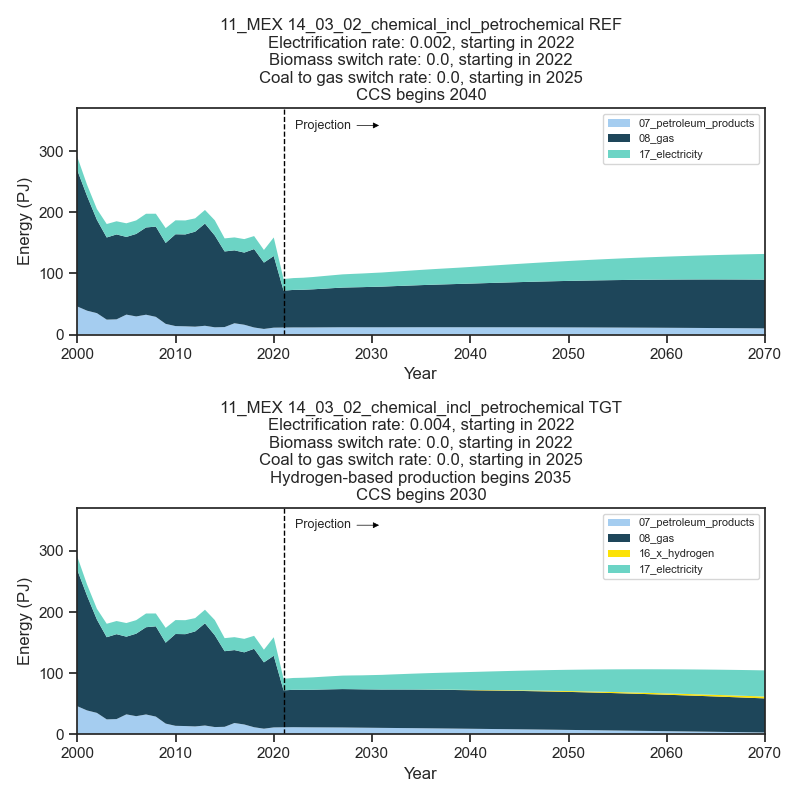 11_MEX 14_03_02_chemical_incl_petrochemical REF
Electrification rate: 0.002, starting in 2022
Biomass switch rate: 0.0, starting in 2022
Coal to gas switch rate: 0.0, starting in 2025
CCS begins 2040
Projection
07_petroleum_products
08_gas
17_electricity
Energy (PJ)
300
200
100
0
2000 2010 2020 2030 2040 2050 2060 2070
Year
11_MEX 14_03_02_chemical_incl_petrochemical TGT
Electrification rate: 0.004, starting in 2022
Biomass switch rate: 0.0, starting in 2022
Coal to gas switch rate: 0.0, starting in 2025
Hydrogen-based production begins 2035
CCS begins 2030
Projection
07_petroleum_products
08_gas
16_x_hydrogen
17_electricity
Energy (PJ)
300
200
100
0
2000 2010 2020 2030 2040 2050 2060 2070
Year